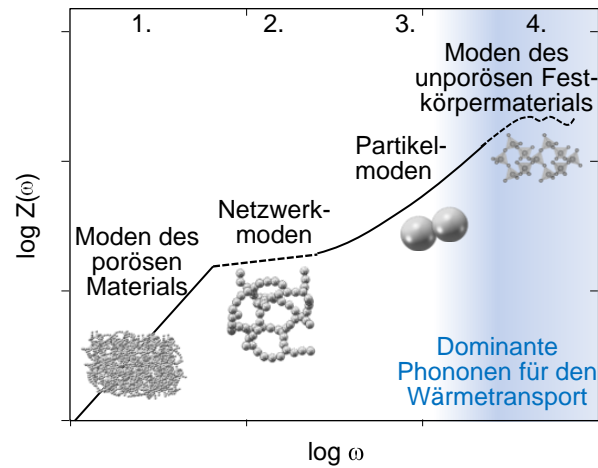 1.
2.
3.
4.
Moden des
unporösen Fest-
körpermaterials
Partikel-
moden
Netzwerk-
moden
Moden des
porösen
Materials
Dominante
Phononen für den
Wärmetransport
log Z(ω)
log ω